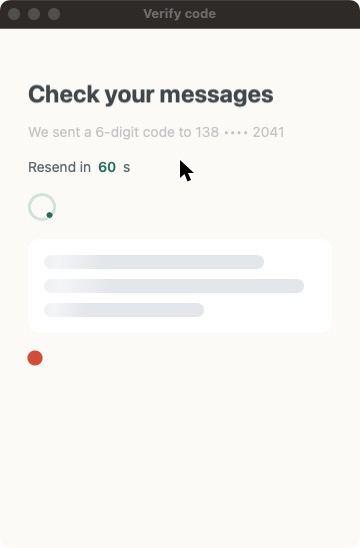 Verify code
Check your messages
We sent a 6-digit code to 138 •••• 2041
Resend in 60 s